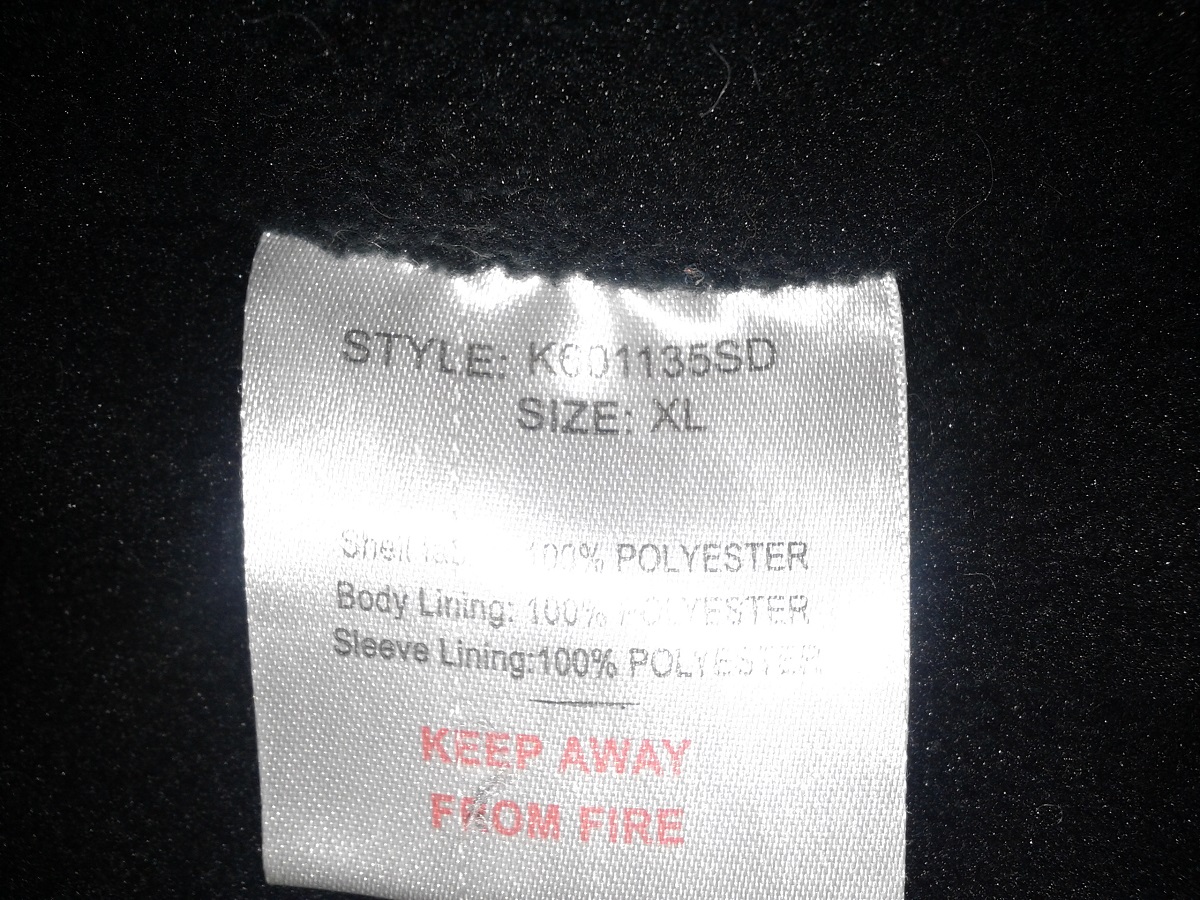 STYLE: K601135SD
SIZE: XL
Shell 100% POLYESTER
Body Lining: 100% POLYESTER
Sleeve Lining:100% POLYESTER
KEEP AWAY
FROM FIRE